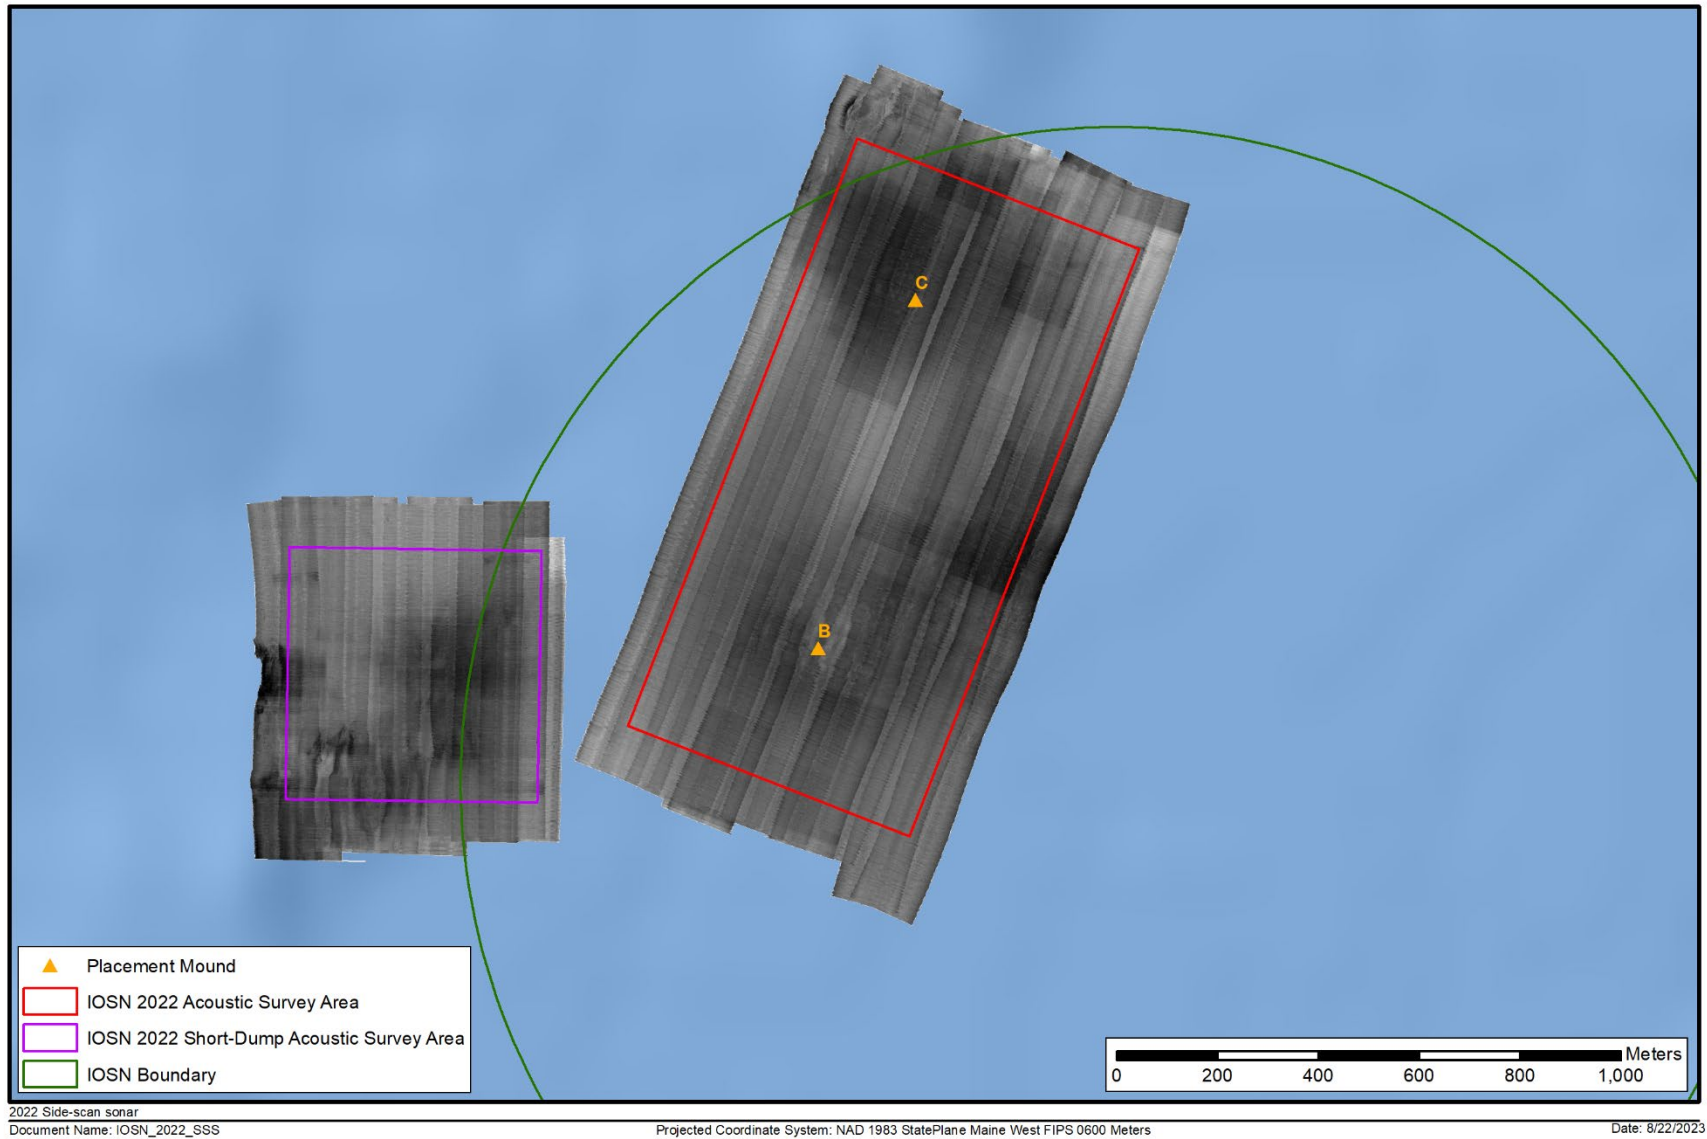 C
B
Placement Mound
IOSN 2022 Acoustic Survey Area
IOSN 2022 Short-Dump Acoustic Survey Area
IOSN Boundary
Meters
0 200 400 600 800 1,000
2022 Side-scan sonar
Document Name: IOSN_2022_SSS Projected Coordinate System: NAD 1983 StatePlane Maine West FIPS 0600 Meters Date: 8/22/2023